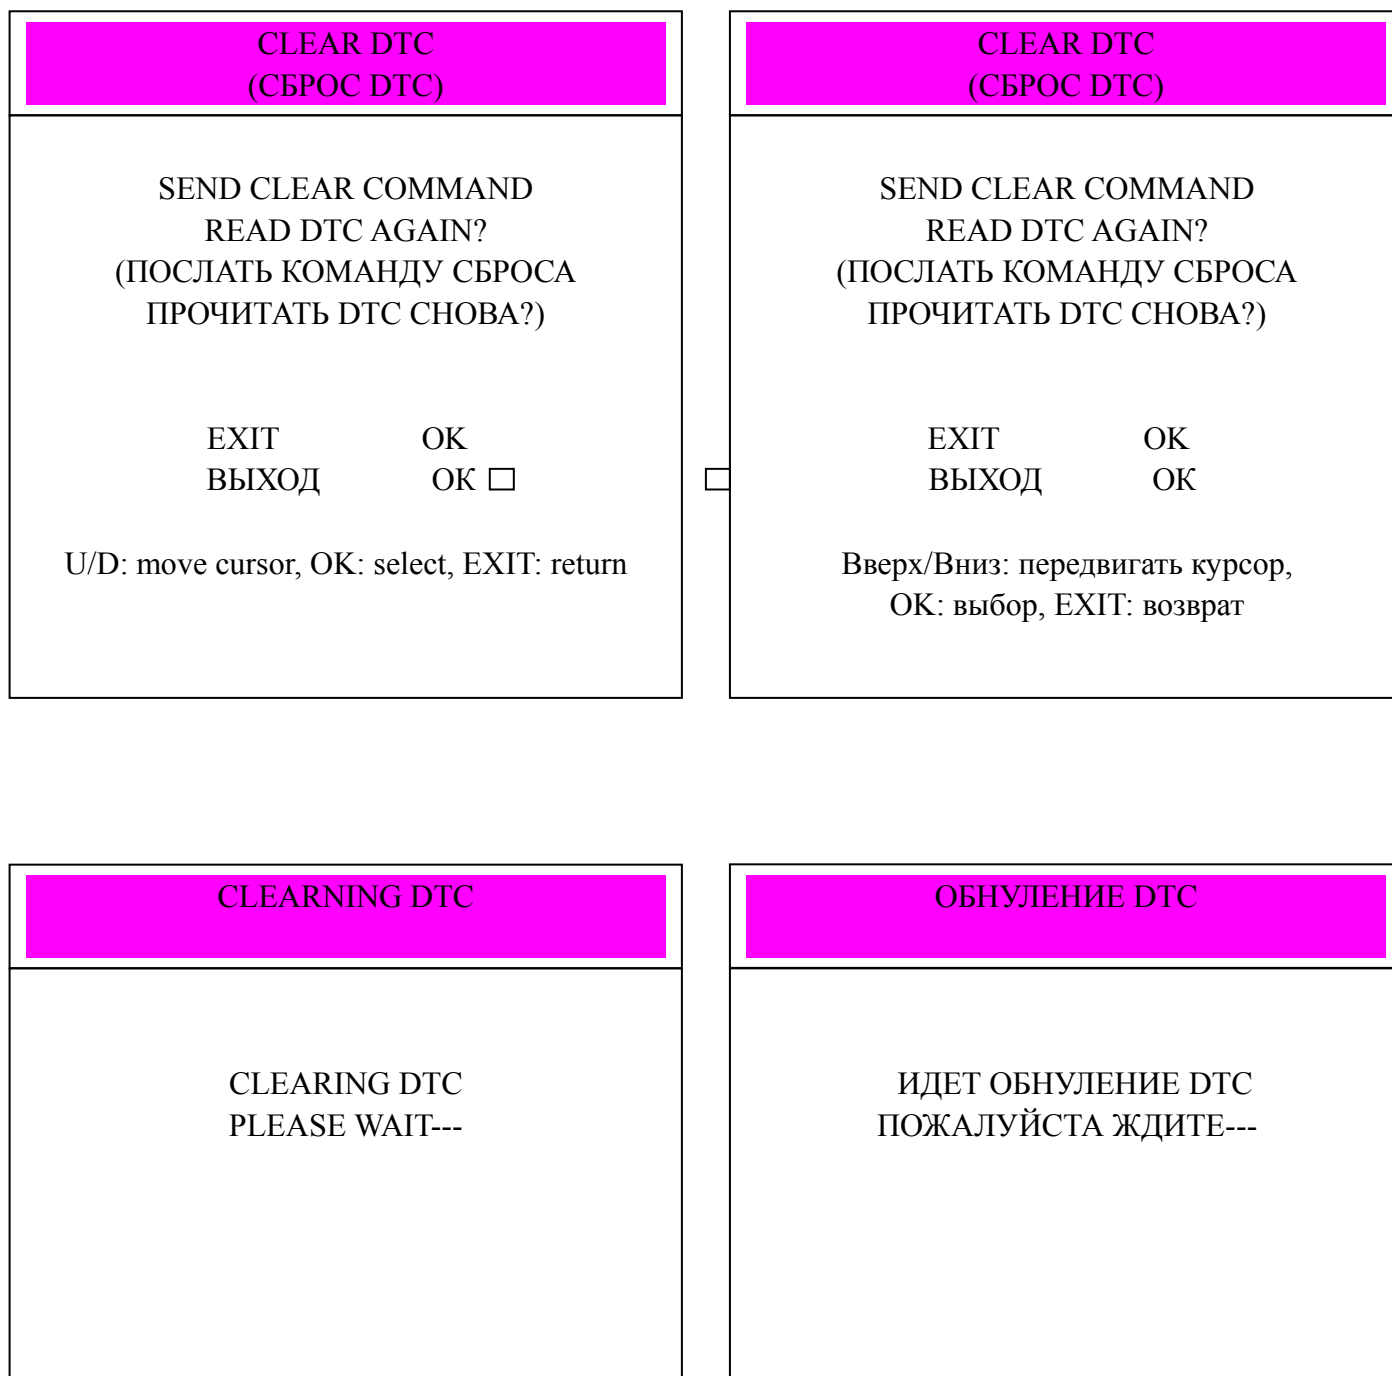 CLEAR DTC
(СБРОС DTC)
SEND CLEAR COMMAND
READ DTC AGAIN?
(ПОСЛАТЬ КОМАНДУ СБРОСА
ПРОЧИТАТЬ DTC СНОВА?)
EXIT OK
ВЫХОД ОК
U/D: move cursor, OK: select, EXIT: return
CLEAR DTC
(СБРОС DTC)
SEND CLEAR COMMAND
READ DTC AGAIN?
(ПОСЛАТЬ КОМАНДУ СБРОСА
ПРОЧИТАТЬ DTC СНОВА?)
EXIT OK
ВЫХОД ОК
Вверх/Вниз: передвигать курсор,
OK: выбор, EXIT: возврат
CLEARNING DTC
CLEARING DTC
PLEASE WAIT---
ОБНУЛЕНИЕ DTC
ИДЕТ ОБНУЛЕНИЕ DTC
ПОЖАЛУЙСТА ЖДИТЕ---